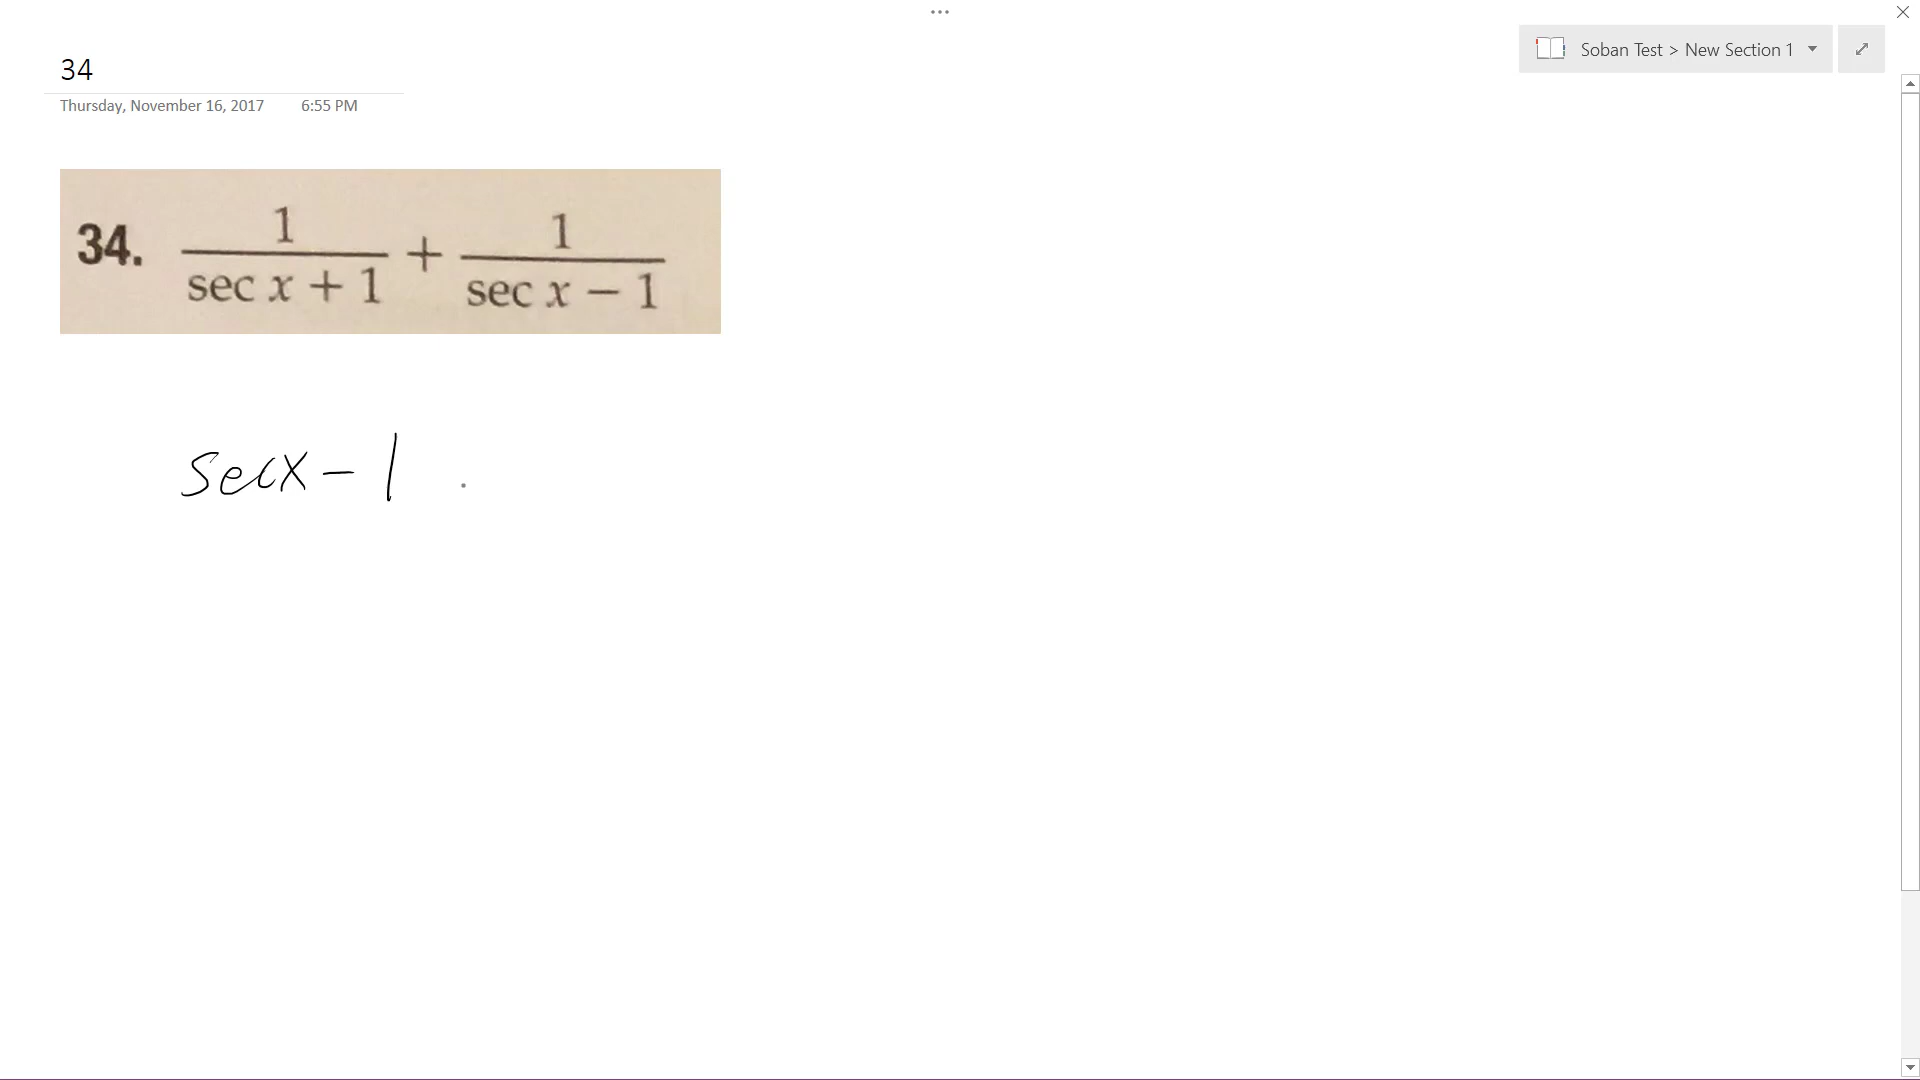 34
Thursday, November 16, 2017 6:55 PM
Soban Test > New Section 1
34. 1/(sec x + 1) + 1/(sec x − 1)
secx − 1